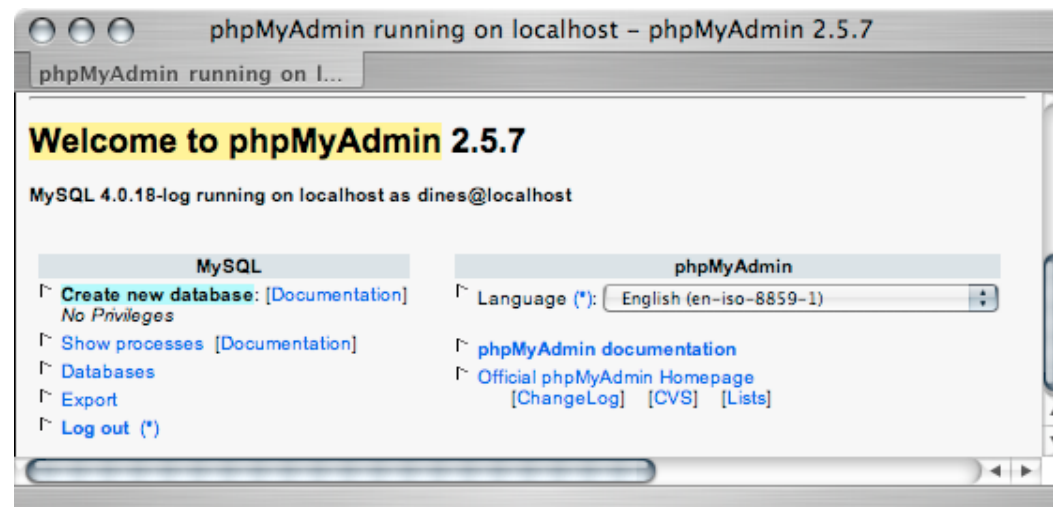 phpMyAdmin running on localhost – phpMyAdmin 2.5.7
phpMyAdmin running on l...
Welcome to phpMyAdmin 2.5.7
MySQL 4.0.18-log running on localhost as dines@localhost
MySQL
Create new database: [Documentation]
No Privileges
Show processes [Documentation]
Databases
Export
Log out (*)
phpMyAdmin
Language (*): English (en-iso-8859-1)
phpMyAdmin documentation
Official phpMyAdmin Homepage
[ChangeLog] [CVS] [Lists]